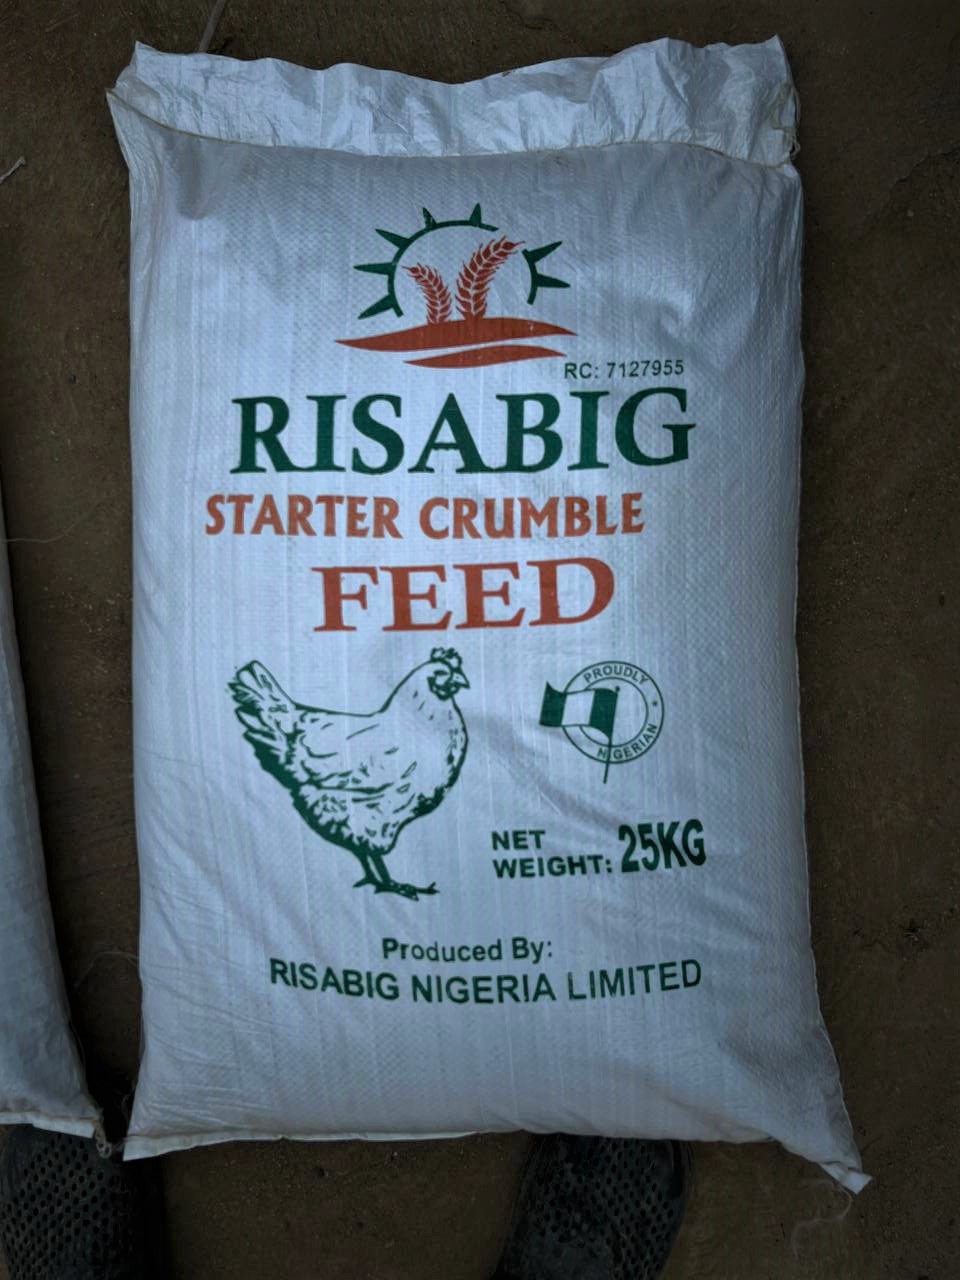 RC: 7127955
RISABIG
STARTER CRUMBLE
FEED
PROUDLY
NIGERIAN
NET
WEIGHT: 25KG
Produced By:
RISABIG NIGERIA LIMITED